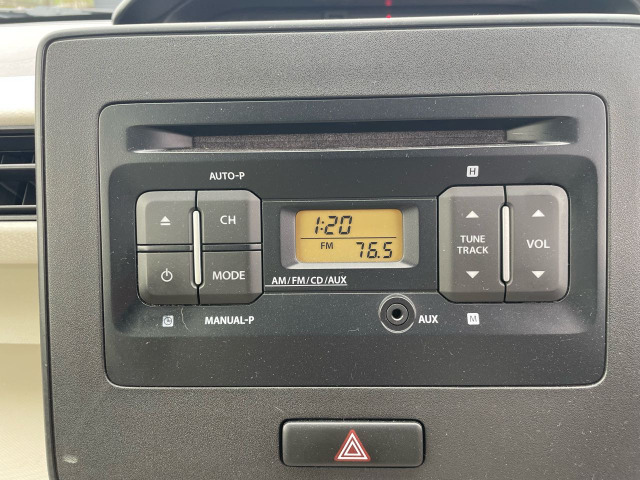 AUTO-P
H
CH
1:20
TUNE
TRACK
VOL
FM 76.5
MODE
AM/FM/CD/AUX
MANUAL-P
AUX
M